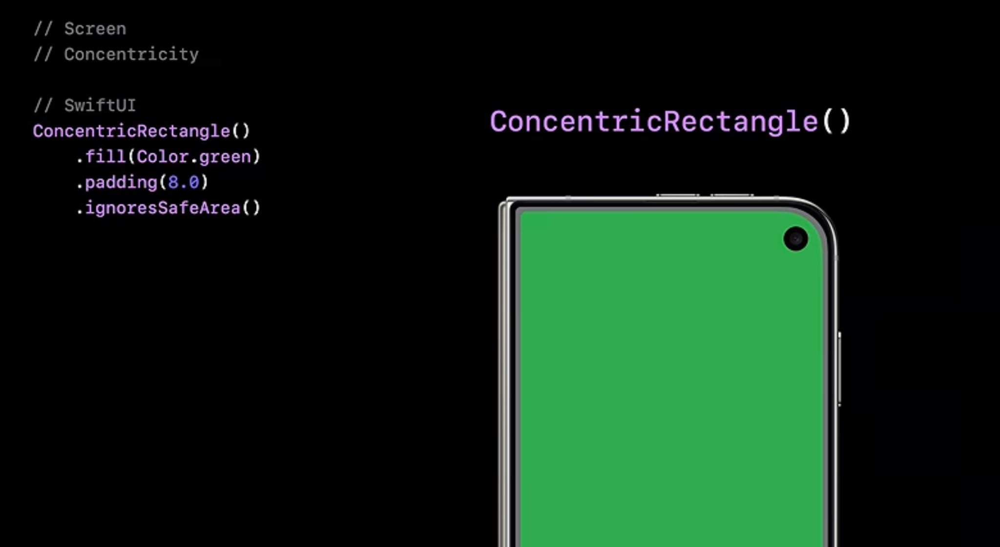 // Screen
// Concentricity
// SwiftUI
ConcentricRectangle()
.fill(Color.green)
.padding(8.0)
.ignoresSafeArea()
ConcentricRectangle()